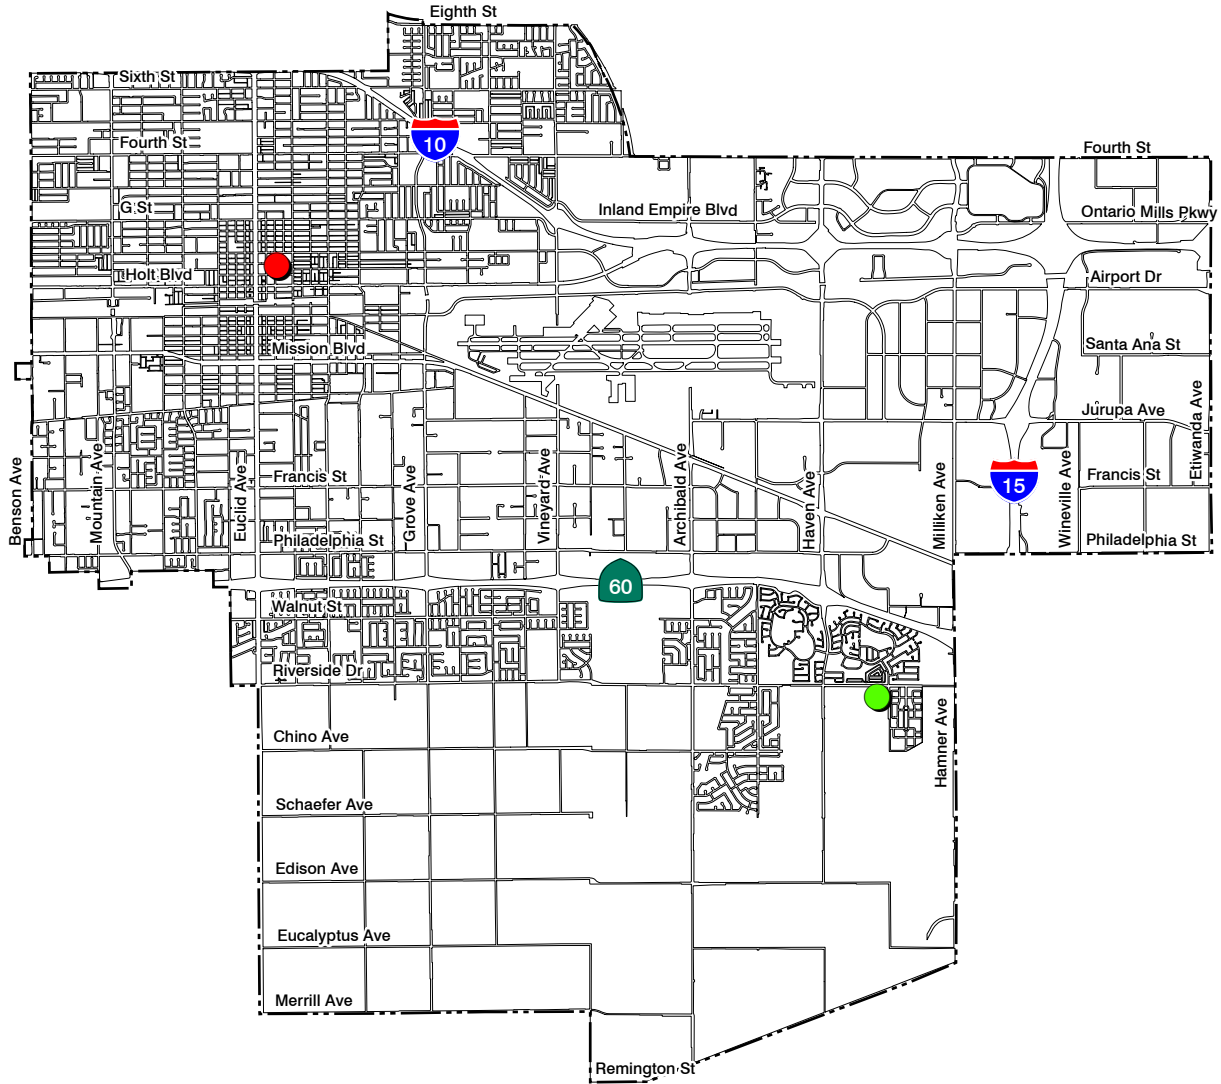 Eighth St
Sixth St
Fourth St
10
Fourth St
G St
Inland Empire Blvd
Ontario Mills Pkwy
Holt Blvd
Airport Dr
Mission Blvd
Santa Ana St
Jurupa Ave
Benson Ave
Mountain Ave
Euclid Ave
Francis St
Grove Ave
Vineyard Ave
Archibald Ave
Haven Ave
Milliken Ave
15
Wineville Ave
Francis St
Etiwanda Ave
Philadelphia St
Philadelphia St
60
Walnut St
Riverside Dr
Chino Ave
Hamner Ave
Schaefer Ave
Edison Ave
Eucalyptus Ave
Merrill Ave
Remington St